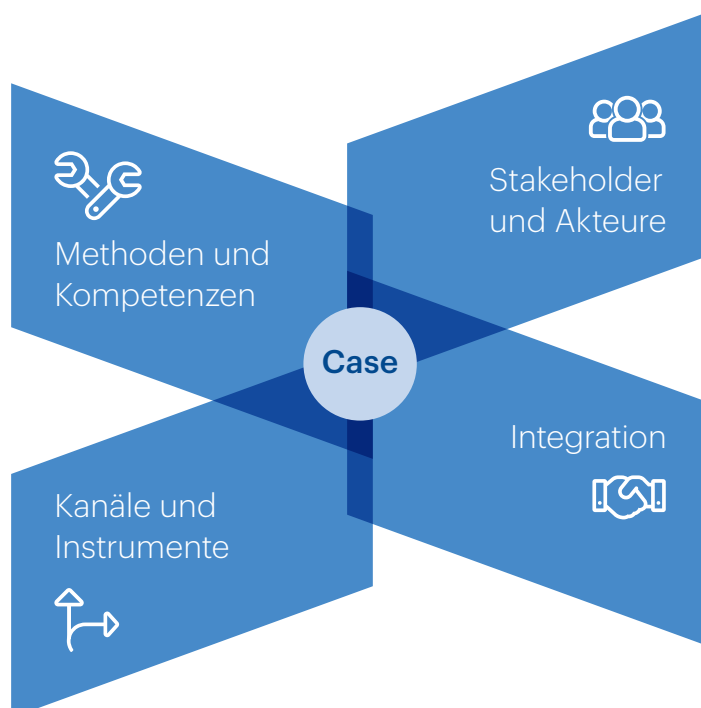 Methoden und
Kompetenzen
Stakeholder
und Akteure
Case
Kanäle und
Instrumente
Integration